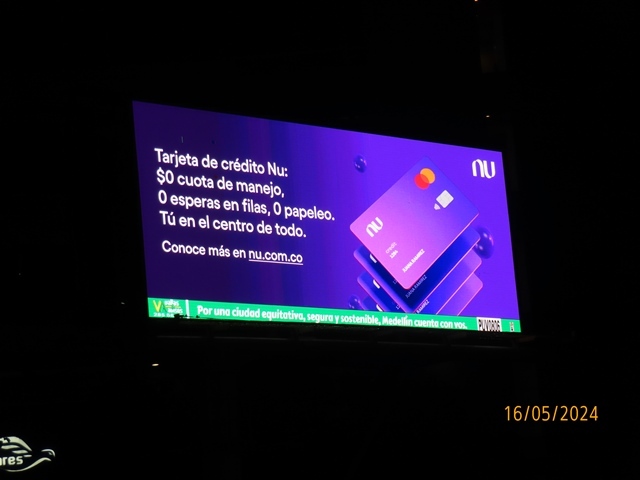 Tarjeta de crédito Nu:
$0 cuota de manejo,
0 esperas en filas, 0 papeleo.
Tú en el centro de todo.
Conoce más en nu.com.co
nu
nu
Por una ciudad equitativa, segura y sostenible, Medellín cuenta con vos.
16/05/2024